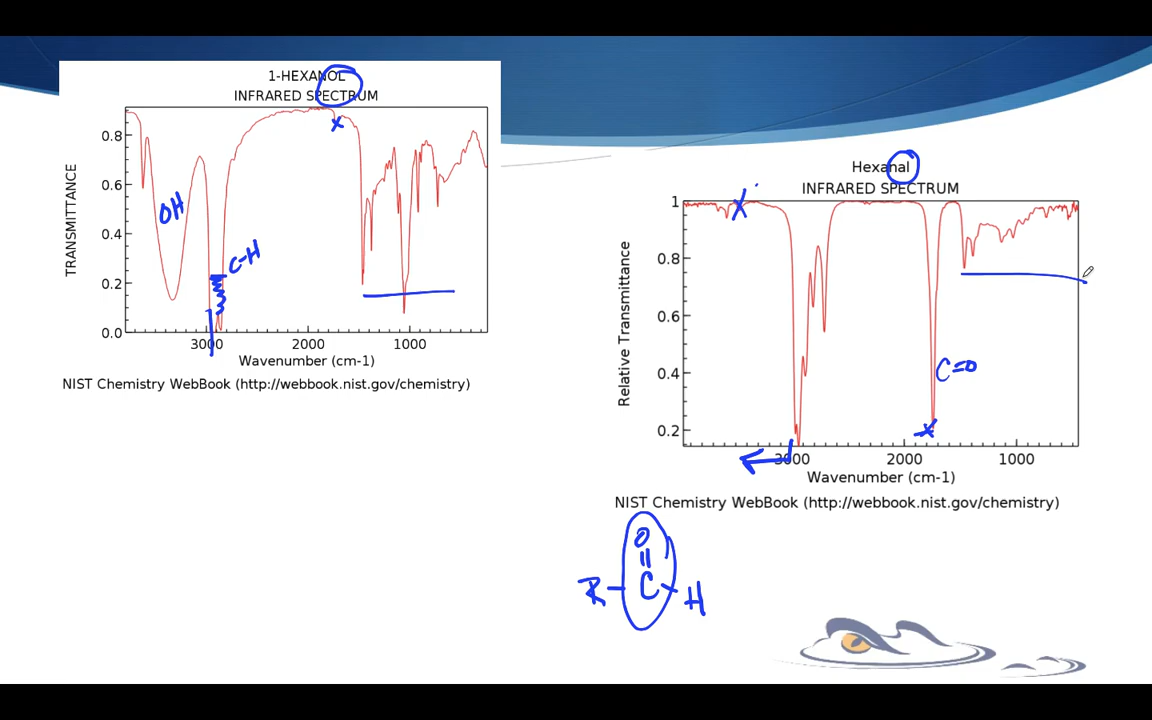 1-HEXANOL
INFRARED SPECTRUM
x
0.8
0.6
0.4
0.2
0.0
TRANSMITTANCE
OH
C-H
3000
2000
1000
Wavenumber (cm-1)
NIST Chemistry WebBook (http://webbook.nist.gov/chemistry)
Hexanal
INFRARED SPECTRUM
X
1
0.8
0.6
0.4
0.2
Relative Transmittance
C=O
x
3000
2000
1000
Wavenumber (cm-1)
NIST Chemistry WebBook (http://webbook.nist.gov/chemistry)
O
R-C-H